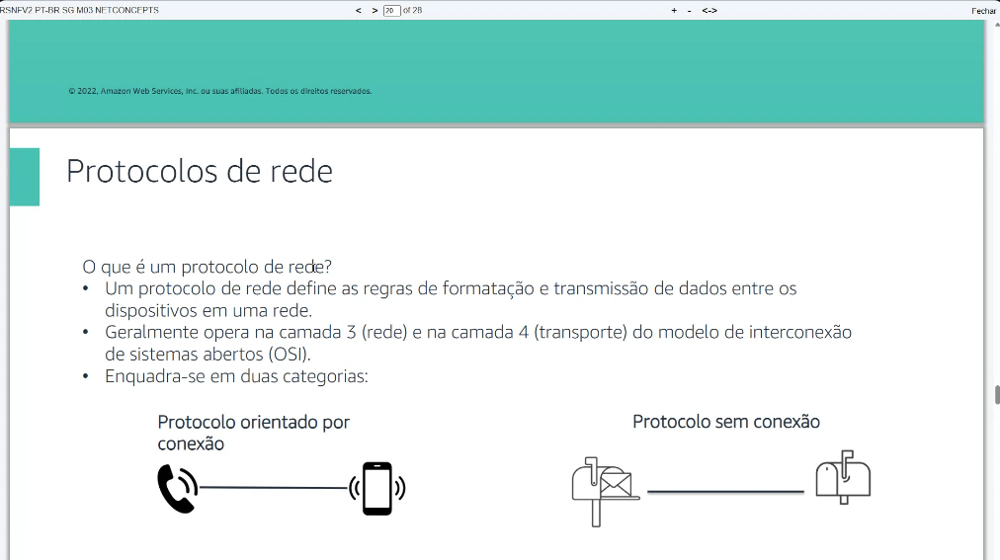 RSNFV2 PT-BR SG M03 NETCONCEPTS
< > 20 of 28
+ - <->
Fechar
© 2022, Amazon Web Services, Inc. ou suas afiliadas. Todos os direitos reservados.
Protocolos de rede
O que é um protocolo de rede?
• Um protocolo de rede define as regras de formatação e transmissão de dados entre os
dispositivos em uma rede.
• Geralmente opera na camada 3 (rede) e na camada 4 (transporte) do modelo de interconexão
de sistemas abertos (OSI).
• Enquadra-se em duas categorias:
Protocolo orientado por
conexão
Protocolo sem conexão